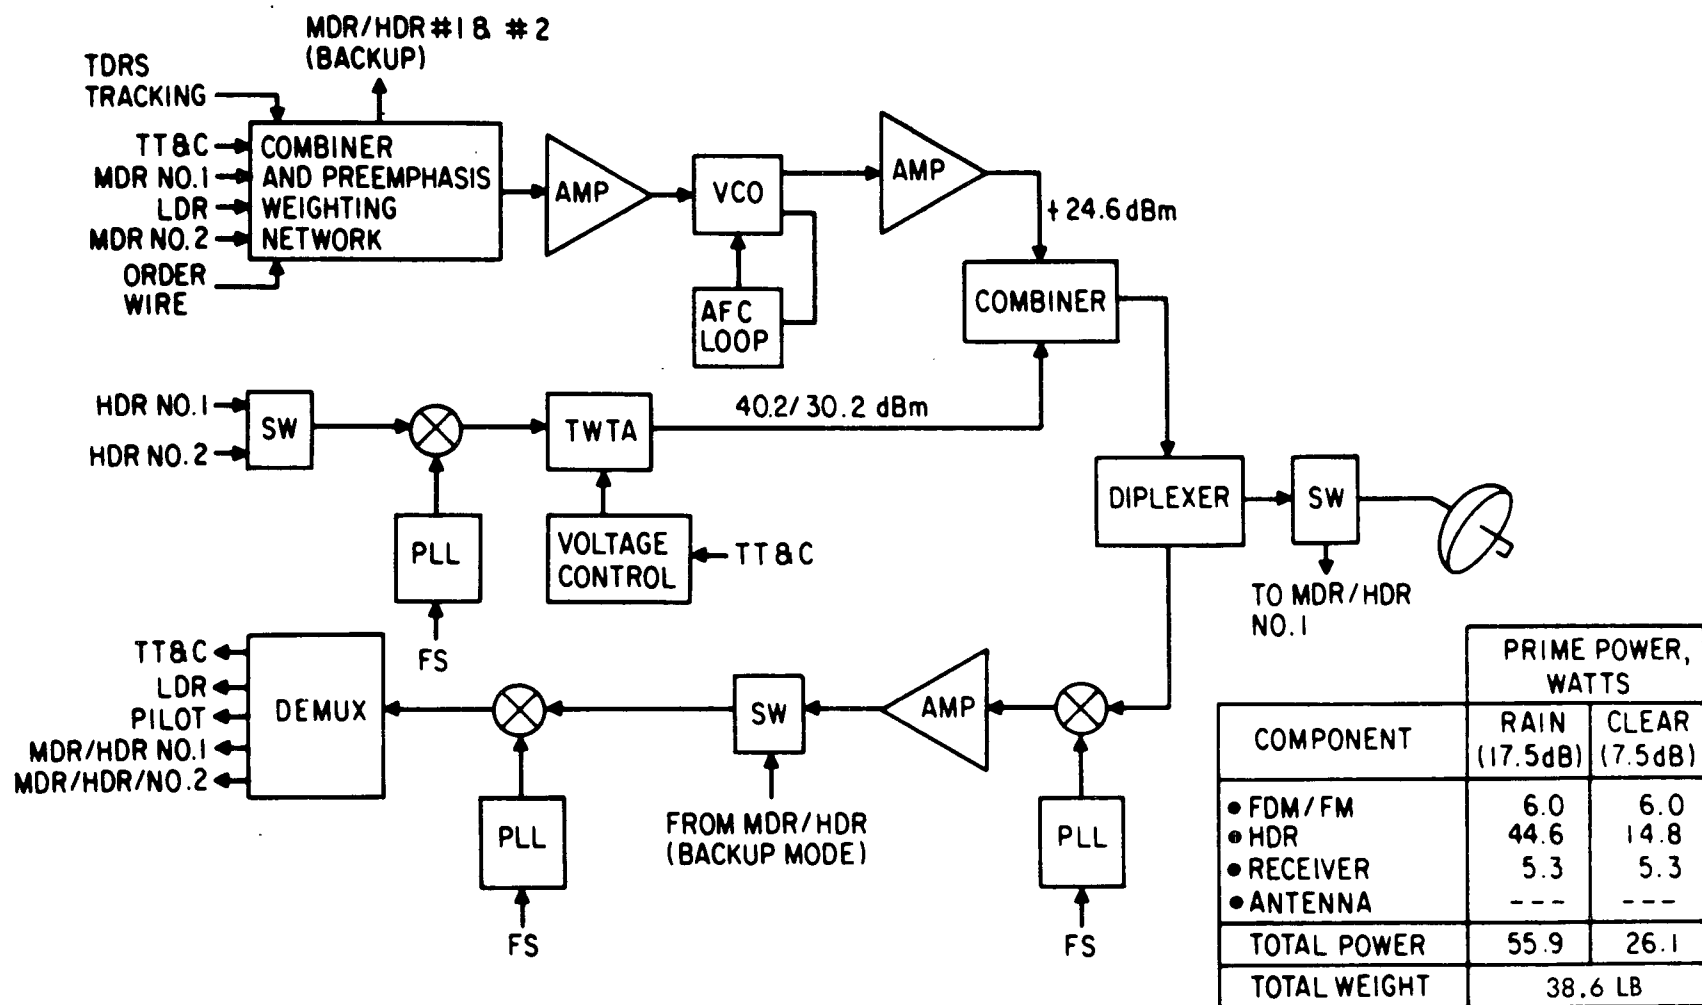 MDR/HDR #1 & #2
(BACKUP)
TDRS
TRACKING
TT&C
MDR NO.1
LDR
MDR NO.2
ORDER
WIRE
COMBINER
AND PREEMPHASIS
WEIGHTING
NETWORK
AMP
VCO
AFC
LOOP
AMP
+24.6 dBm
COMBINER
HDR NO.1
HDR NO.2
SW
TWTA
40.2/30.2 dBm
PLL
FS
VOLTAGE
CONTROL
TT&C
DIPLEXER
SW
TO MDR/HDR
NO.1
TT&C
LDR
PILOT
MDR/HDR NO.1
MDR/HDR/NO.2
DEMUX
PLL
FS
SW
FROM MDR/HDR
(BACKUP MODE)
AMP
PLL
FS
PRIME POWER,
WATTS
COMPONENT
RAIN
(17.5dB)
CLEAR
(7.5dB)
• FDM/FM 6.0 6.0
• HDR 44.6 14.8
• RECEIVER 5.3 5.3
• ANTENNA --- ---
TOTAL POWER 55.9 26.1
TOTAL WEIGHT 38.6 LB